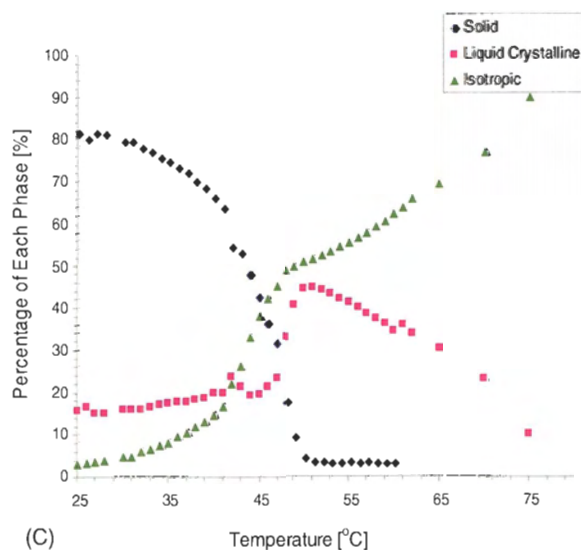 Solid
Liquid Crystalline
Isotropic
Percentage of Each Phase [%]
100
90
80
70
60
50
40
30
20
10
0
25
35
45
55
65
75
Temperature [°C]
(C)